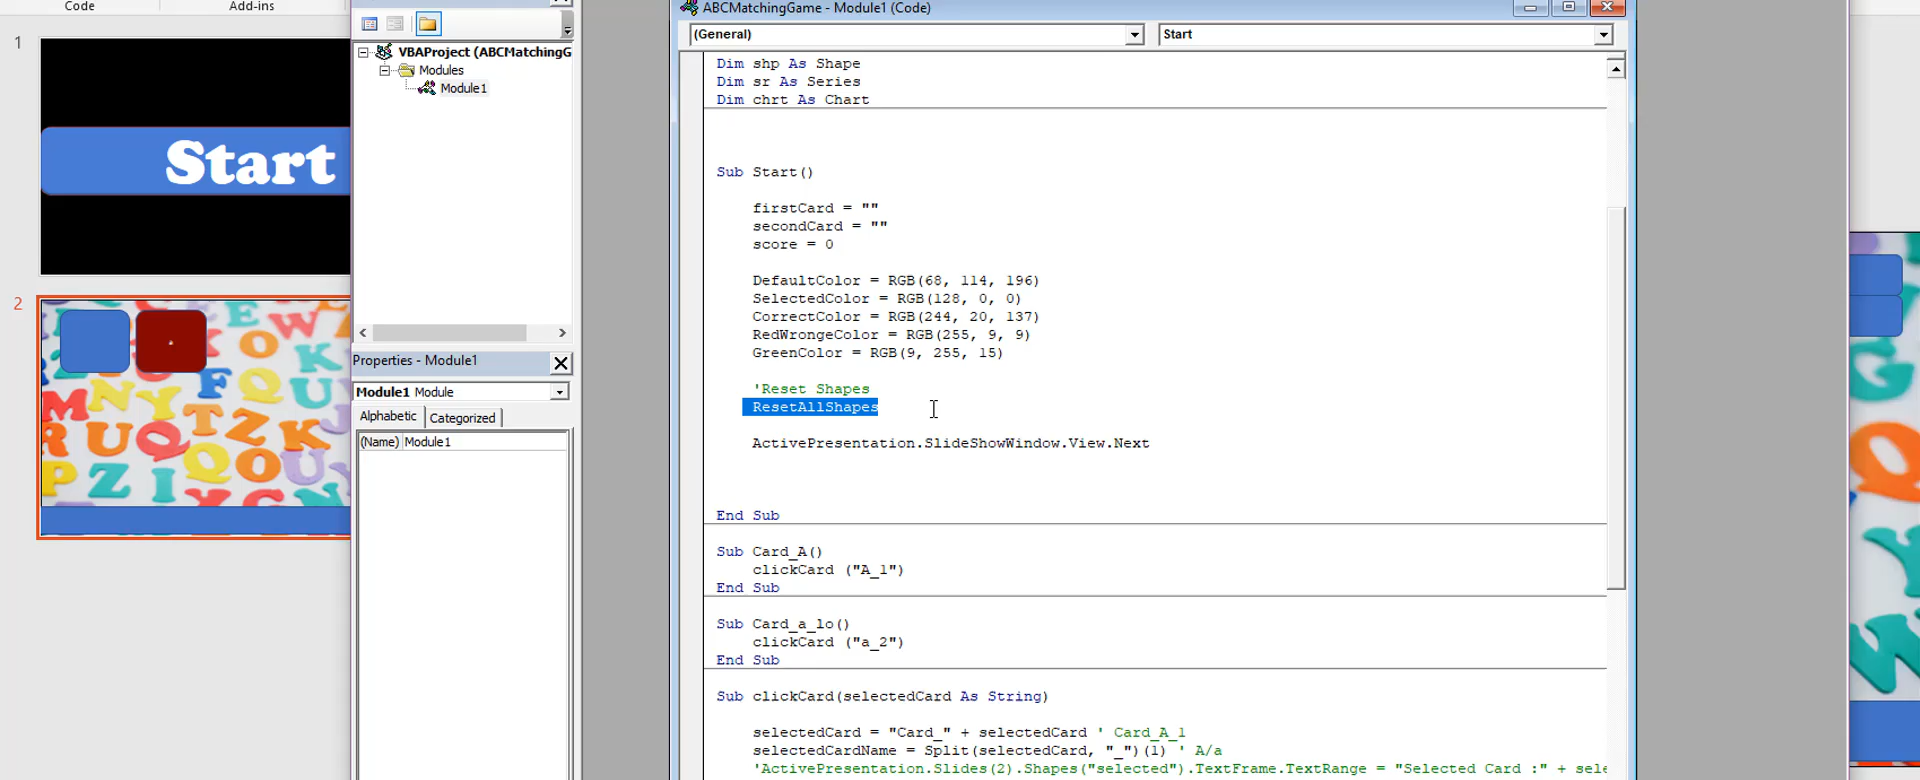 Code
Add-ins
1
Start
2
VBAProject (ABCMatchingG
Modules
Module1
Properties - Module1
Module1 Module
Alphabetic
Categorized
(Name) Module1
ABCMatchingGame - Module1 (Code)
(General)
Start
Dim shp As Shape
Dim sr As Series
Dim chrt As Chart
Sub Start()
firstCard = ""
secondCard = ""
score = 0
DefaultColor = RGB(68, 114, 196)
SelectedColor = RGB(128, 0, 0)
CorrectColor = RGB(244, 20, 137)
RedWrongeColor = RGB(255, 9, 9)
GreenColor = RGB(9, 255, 15)
'Reset Shapes
ResetAllShapes
ActivePresentation.SlideShowWindow.View.Next
End Sub
Sub Card_A()
clickCard ("A_1")
End Sub
Sub Card_a_lo()
clickCard ("a_2")
End Sub
Sub clickCard(selectedCard As String)
selectedCard = "Card_" + selectedCard ' Card_A_1
selectedCardName = Split(selectedCard, "_")(1) ' A/a
'ActivePresentation.Slides(2).Shapes("selected").TextFrame.TextRange = "Selected Card :" + sele